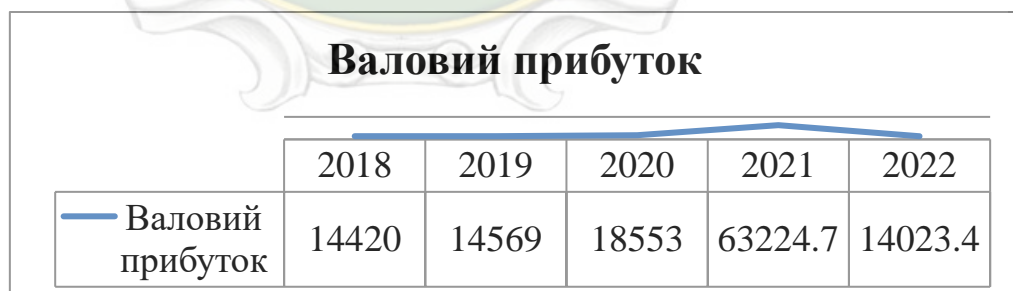 Валовий прибуток
2018 2019 2020 2021 2022
Валовий
прибуток
14420 14569 18553 63224.7 14023.4